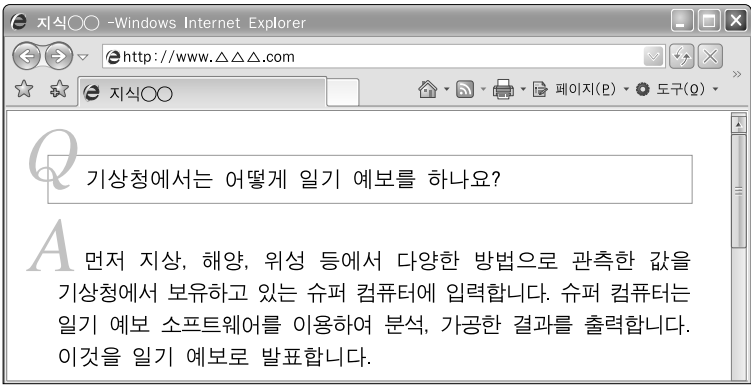 지식○○ -Windows Internet Explorer
http://www.△△△.com
지식○○
페이지(P) 도구(O)
Q 기상청에서는 어떻게 일기 예보를 하나요?
A 먼저 지상, 해양, 위성 등에서 다양한 방법으로 관측한 값을
기상청에서 보유하고 있는 슈퍼 컴퓨터에 입력합니다. 슈퍼 컴퓨터는
일기 예보 소프트웨어를 이용하여 분석, 가공한 결과를 출력합니다.
이것을 일기 예보로 발표합니다.